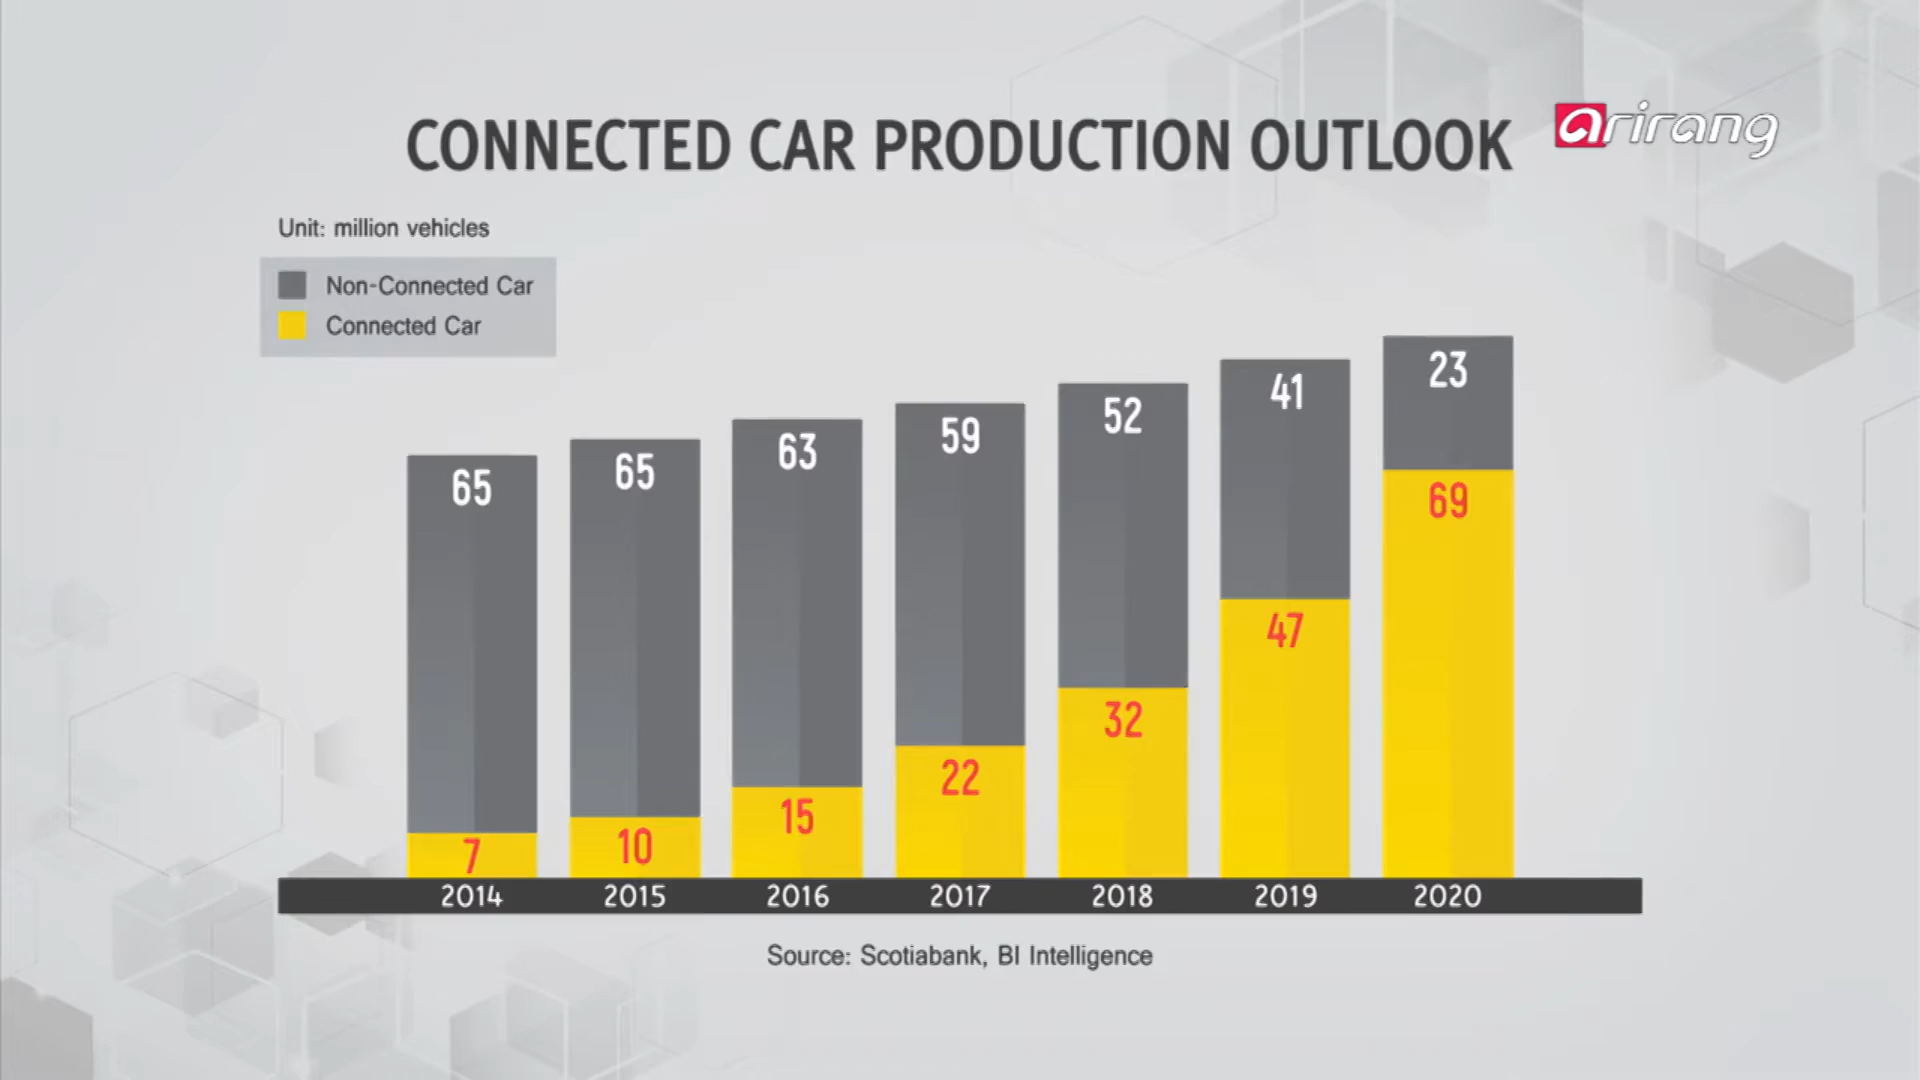 CONNECTED CAR PRODUCTION OUTLOOK
arirang
Unit: million vehicles
Non-Connected Car
Connected Car
65
65
63
59
52
41
23
7
10
15
22
32
47
69
2014 2015 2016 2017 2018 2019 2020
Source: Scotiabank, BI Intelligence